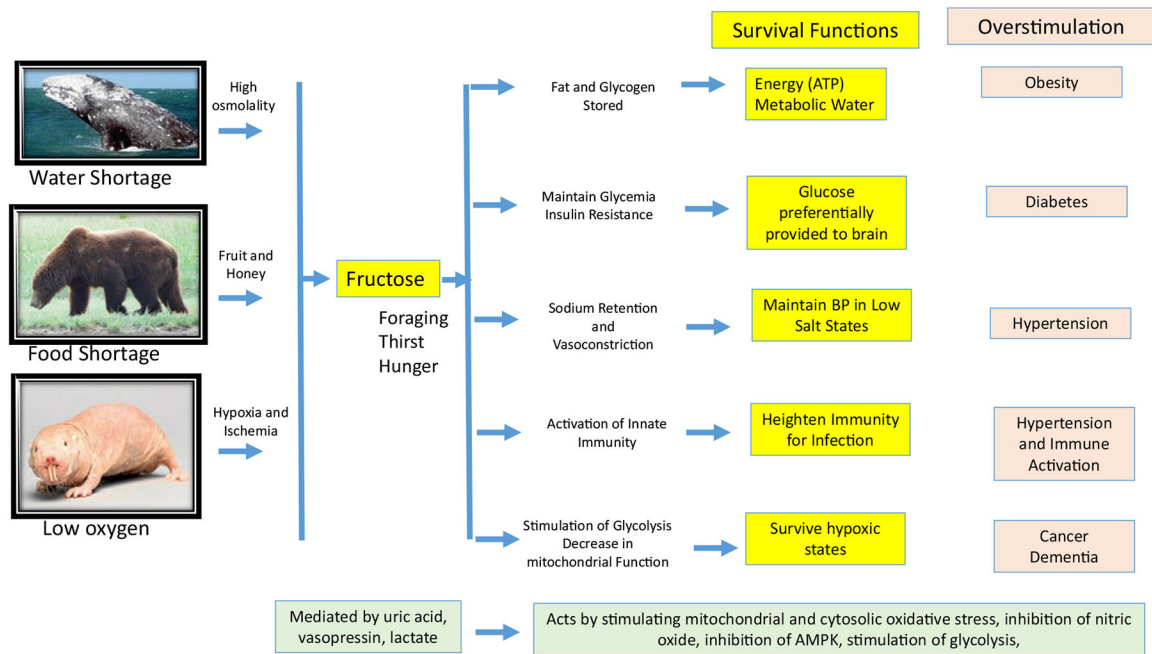 Survival Functions
Overstimulation
Water Shortage
High
osmolality
Fat and Glycogen
Stored
Energy (ATP)
Metabolic Water
Obesity
Food Shortage
Fruit and
Honey
Fructose
Foraging
Thirst
Hunger
Maintain Glycemia
Insulin Resistance
Glucose
preferentially
provided to brain
Diabetes
Sodium Retention and
Vasoconstriction
Maintain BP in Low
Salt States
Hypertension
Low oxygen
Hypoxia and
Ischemia
Activation of Innate
Immunity
Heighten Immunity
for Infection
Hypertension
and Immune
Activation
Stimulation of Glycolysis
Decrease in
mitochondrial Function
Survive hypoxic
states
Cancer
Dementia
Mediated by uric acid,
vasopressin, lactate
Acts by stimulating mitochondrial and cytosolic oxidative stress, inhibition of nitric
oxide, inhibition of AMPK, stimulation of glycolysis,